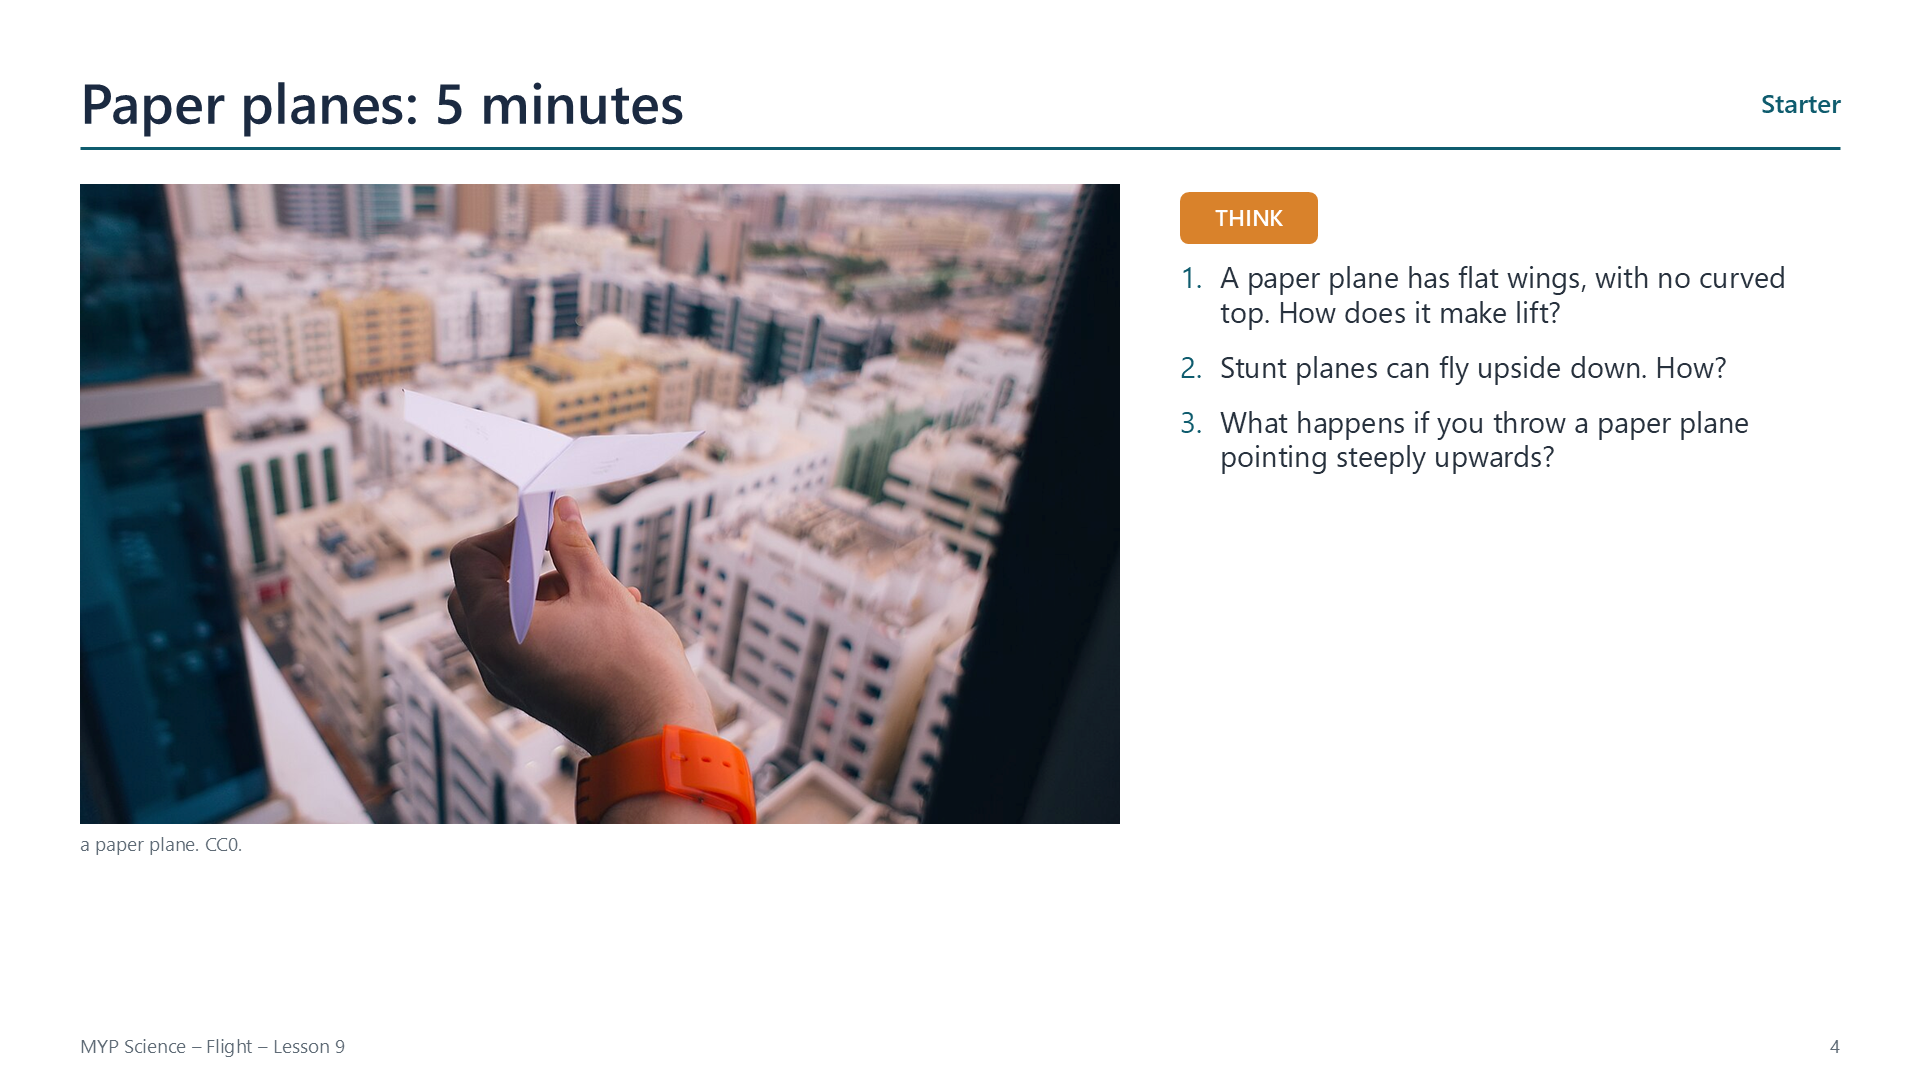 Paper planes: 5 minutes
Starter
THINK
1. A paper plane has flat wings, with no curved
top. How does it make lift?
2. Stunt planes can fly upside down. How?
3. What happens if you throw a paper plane
pointing steeply upwards?
a paper plane. CC0.
MYP Science – Flight – Lesson 9
4